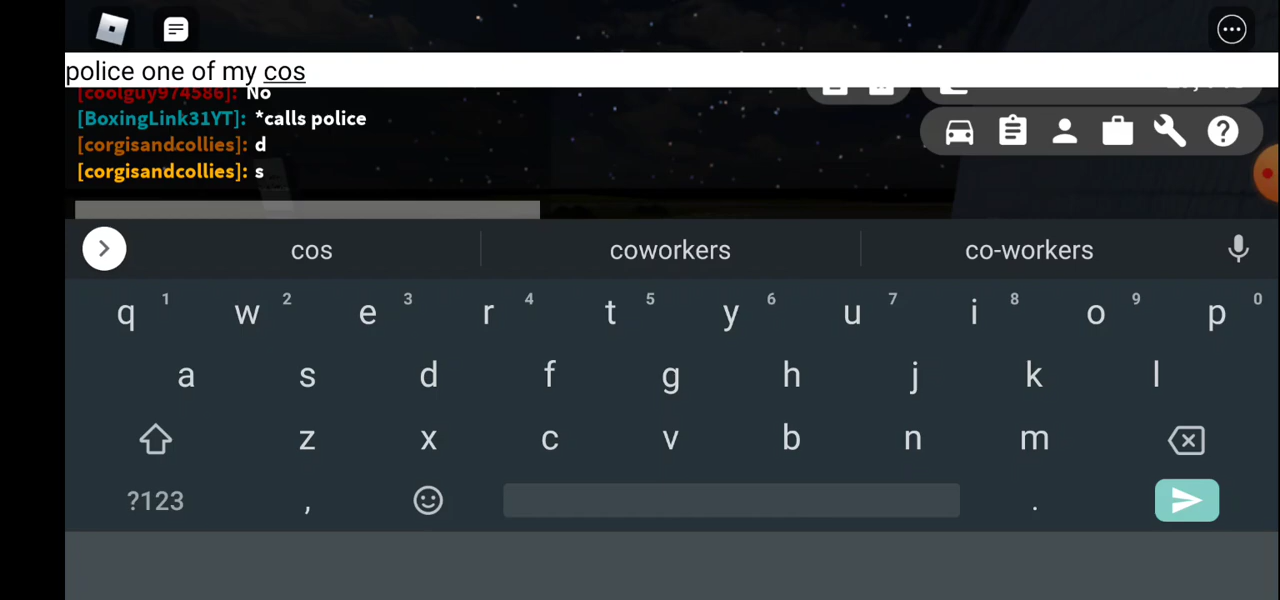 police one of my cos
[coolguy974586]: No
[BoxingLink31YT]: *calls police
[corgisandcollies]: d
[corgisandcollies]: s
cos coworkers co-workers
q 1 w 2 e 3 r 4 t 5 y 6 u 7 i 8 o 9 p 0
a s d f g h j k l
z x c v b n m
?123 , .